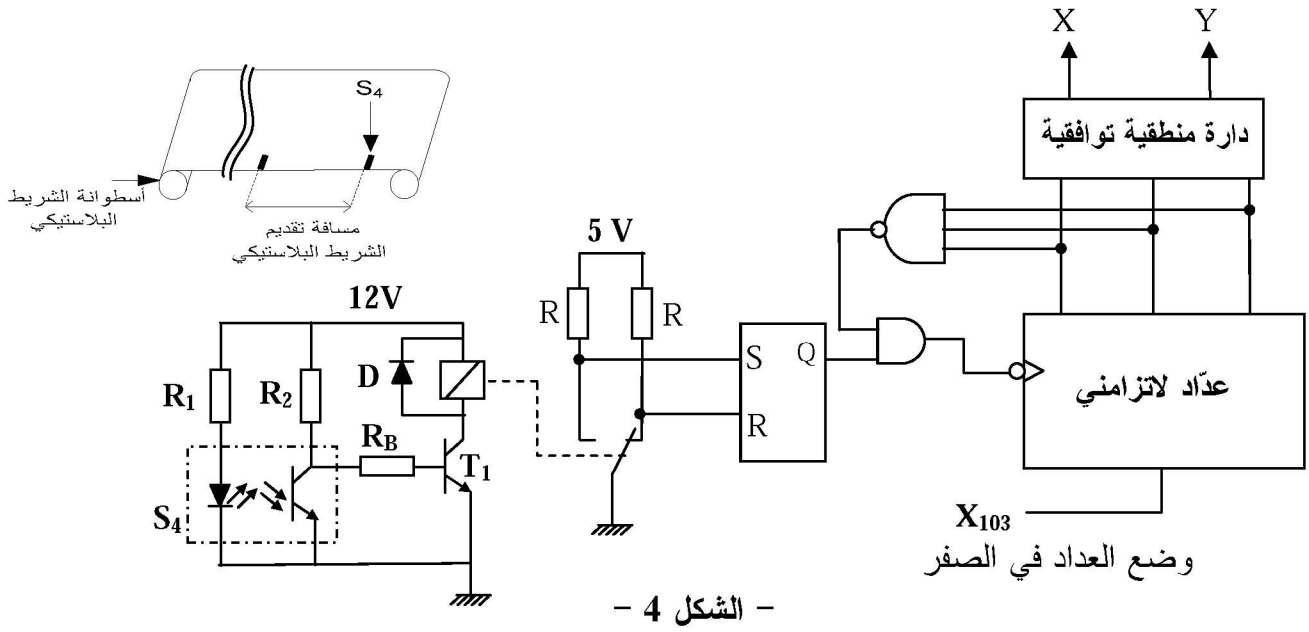 X
Y
دارة منطقية توافقية
S4
أسطوانة الشريط
البلاستيكي
مسافة تقديم
الشريط البلاستيكي
5 V
R
R
12V
R1
R2
D
RB
T1
S4
S
Q
R
عدّاد لاتزامني
X103
وضع العداد في الصفر
- الشكل 4 -